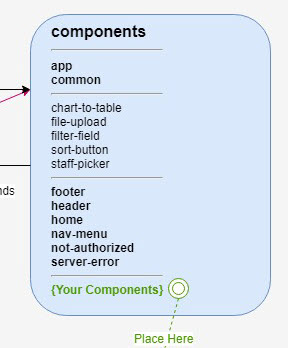 components
app
common
chart-to-table
file-upload
filter-field
sort-button
staff-picker
nds
footer
header
home
nav-menu
not-authorized
server-error
{Your Components}
Place Here